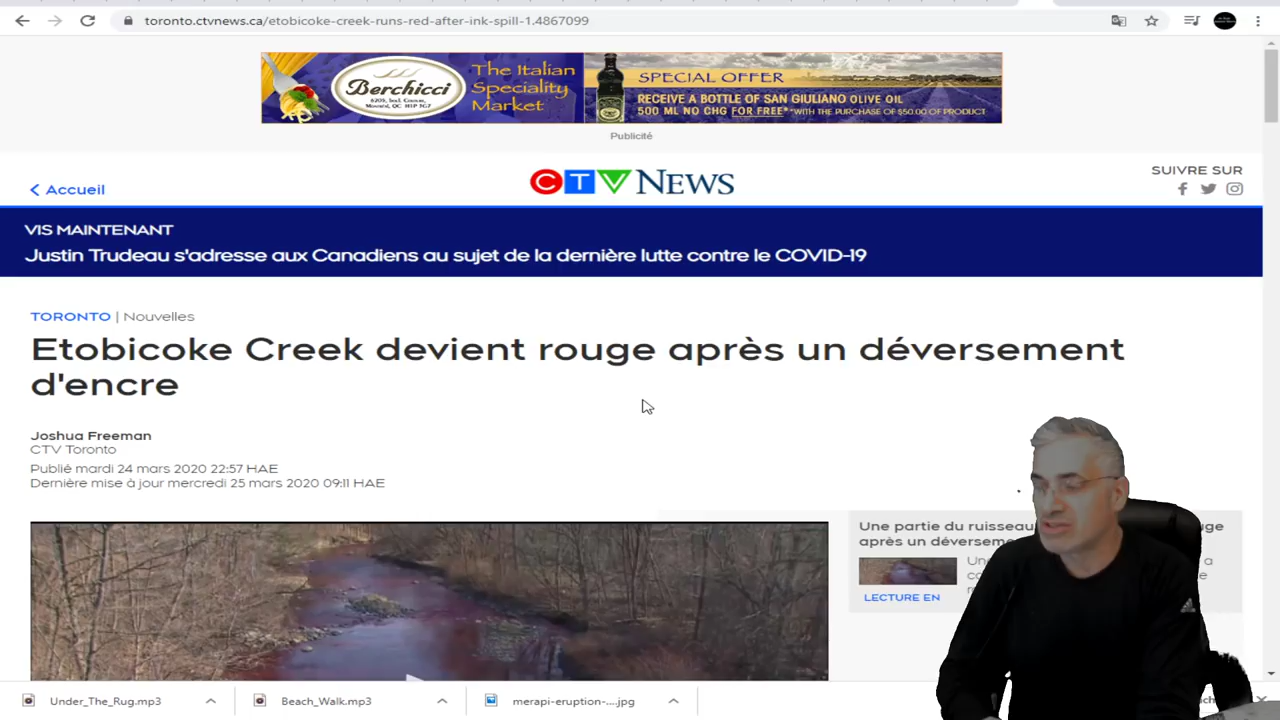 toronto.ctvnews.ca/etobicoke-creek-runs-red-after-ink-spill-1.4867099
Berchicci
The Italian
Speciality
Market
SPECIAL OFFER
RECEIVE A BOTTLE OF SAN GIULIANO OLIVE OIL
500 ML NO CHG FOR FREE* *WITH THE PURCHASE OF $50.00 OF PRODUCT
Publicité
Accueil
CTV NEWS
SUIVRE SUR
VIS MAINTENANT
Justin Trudeau s'adresse aux Canadiens au sujet de la dernière lutte contre le COVID-19
TORONTO | Nouvelles
Etobicoke Creek devient rouge après un déversement
d'encre
Joshua Freeman
CTV Toronto
Publié mardi 24 mars 2020 22:57 HAE
Dernière mise à jour mercredi 25 mars 2020 09:11 HAE
Une partie du ruisseau
après un
LECTURE EN
Under_The_Rug.mp3
Beach_Walk.mp3
merapi-eruption-....jpg